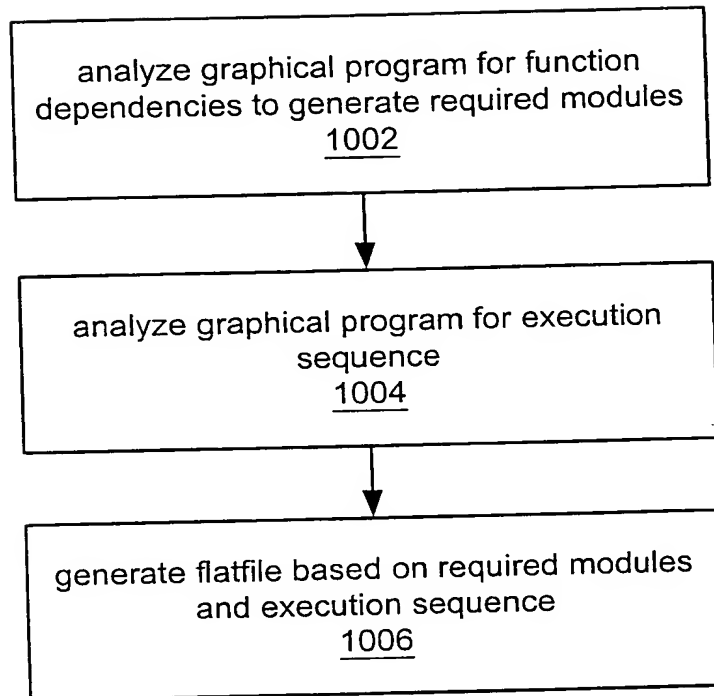 analyze graphical program for function
dependencies to generate required modules
1002
analyze graphical program for execution
sequence
1004
generate flatfile based on required modules
and execution sequence
1006